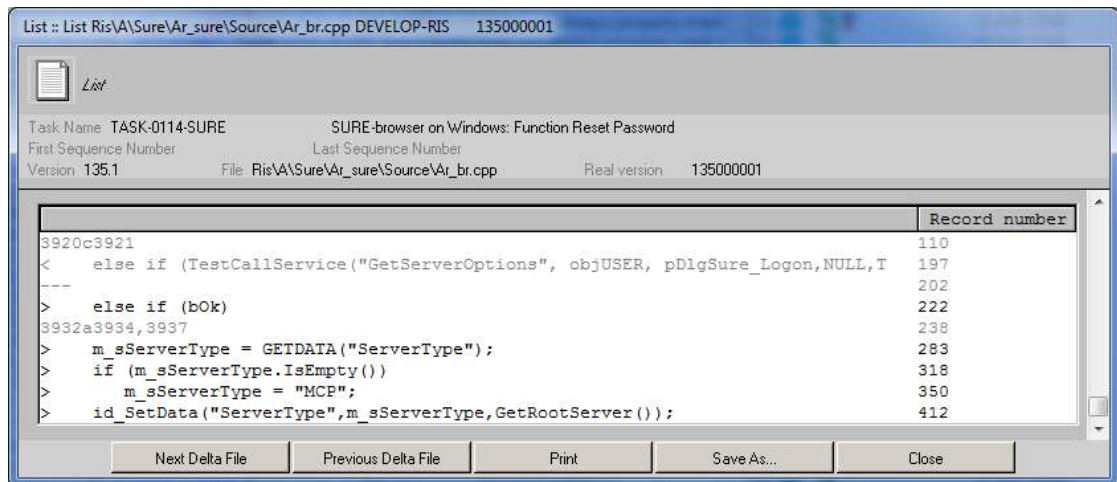 List :: List Ris\A\Sure\Ar_sure\Source\Ar_br.cpp DEVELOP-RIS 135000001
List
Task Name TASK-0114-SURE SURE-browser on Windows: Function Reset Password
First Sequence Number Last Sequence Number
Version 135.1 File Ris\A\Sure\Ar_sure\Source\Ar_br.cpp Real version 135000001
Record number
3920c3921 110
< else if (TestCallService("GetServerOptions", objUSER, pDlgSure_Logon,NULL,T 197
--- 202
> else if (bOk) 222
3932a3934,3937 238
> m_sServerType = GETDATA("ServerType"); 283
> if (m_sServerType.IsEmpty()) 318
> m_sServerType = "MCP"; 350
> id_SetData("ServerType",m_sServerType,GetRootServer()); 412
Next Delta File Previous Delta File Print Save As... Close